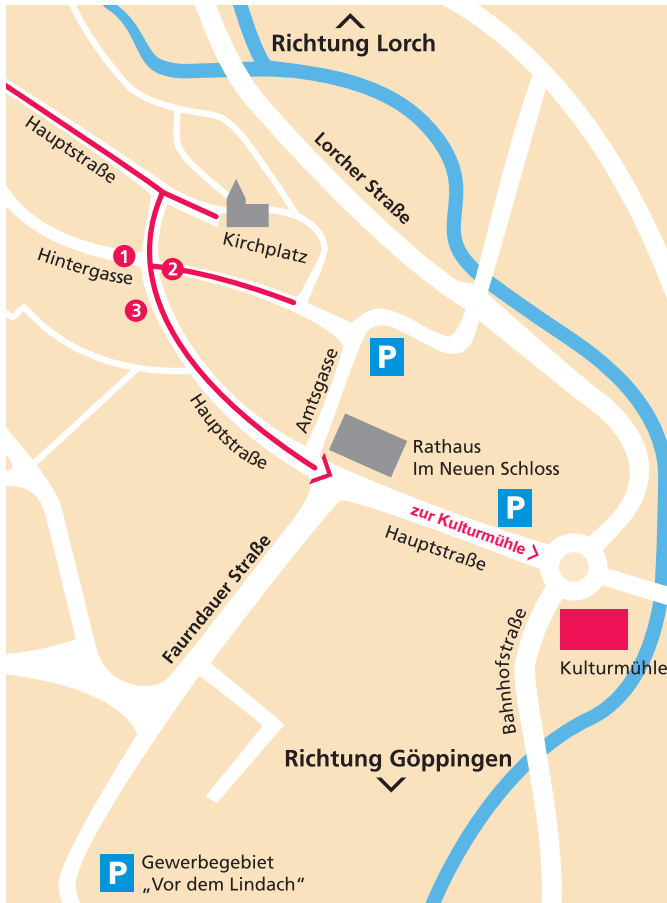 Richtung Lorch
Lorcher Straße
Hauptstraße
Kirchplatz
1
2
Hintergasse
3
P
Amtsgasse
Hauptstraße
Rathaus
Im Neuen Schloss
P
zur Kulturmühle
Hauptstraße
Faurndauer Straße
Bahnhofstraße
Kulturmühle
Richtung Göppingen
P
Gewerbegebiet
„Vor dem Lindach“